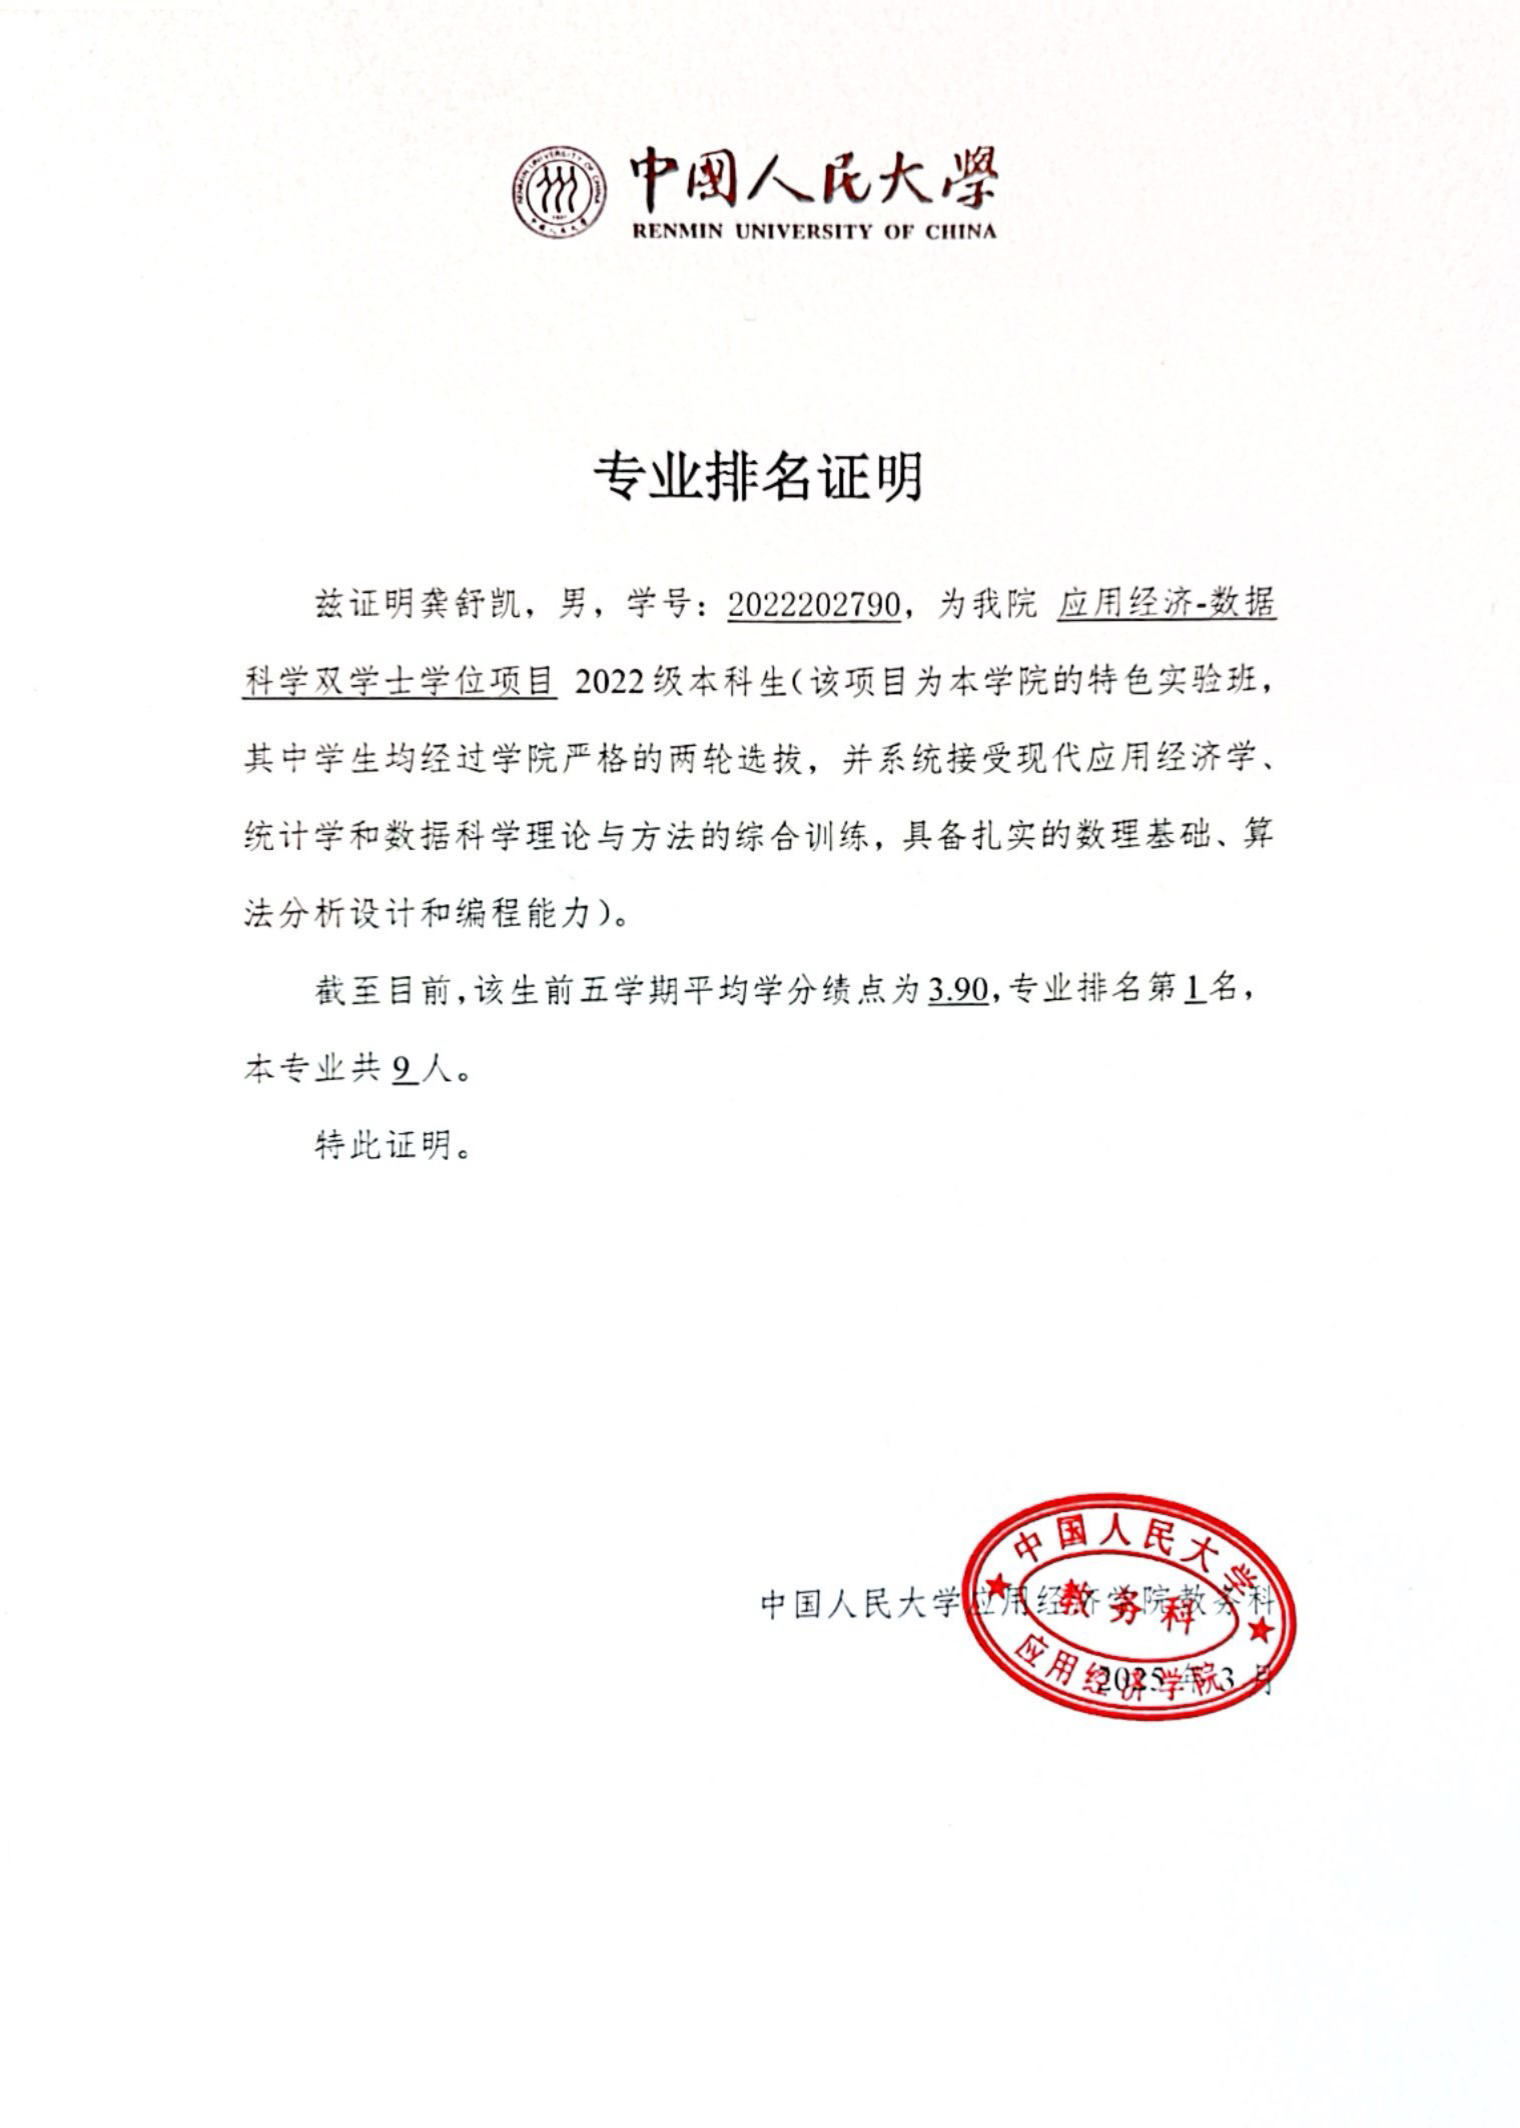 中國人民大學
RENMIN UNIVERSITY OF CHINA
专业排名证明
兹证明龚舒凯，男，学号：2022202790，为我院 应用经济-数据
科学双学士学位项目 2022级本科生（该项目为本学院的特色实验班，
其中学生均经过学院严格的两轮选拔，并系统接受现代应用经济学、
统计学和数据科学理论与方法的综合训练，具备扎实的数理基础、算
法分析设计和编程能力）。
截至目前，该生前五学期平均学分绩点为3.90，专业排名第1名，
本专业共9人。
特此证明。
中国人民大学应用经济学院教务科
2025年3月
中国人民大学
教务科
应用经济学院